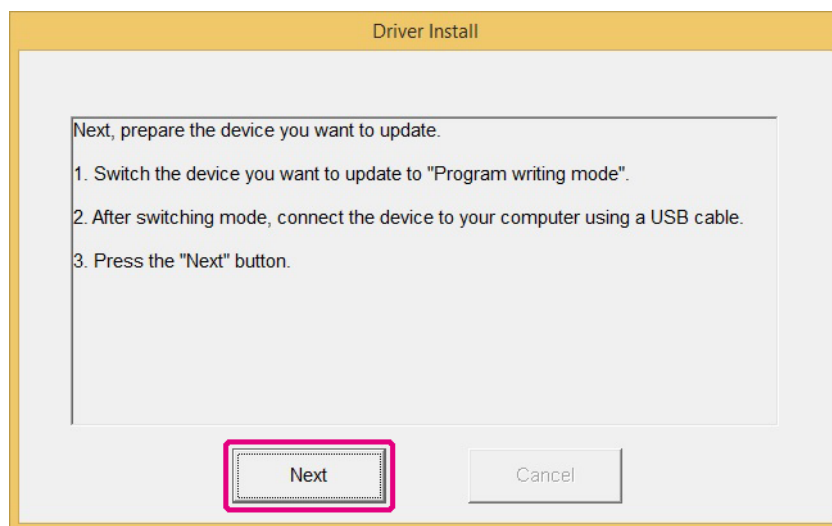 Driver Install
Next, prepare the device you want to update.
1. Switch the device you want to update to "Program writing mode".
2. After switching mode, connect the device to your computer using a USB cable.
3. Press the "Next" button.
Next
Cancel